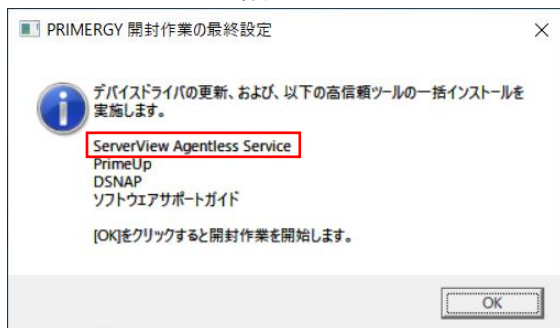 PRIMERGY 開封作業の最終設定
デバイスドライバの更新、および、以下の高信頼ツールの一括インストールを
実施します。
ServerView Agentless Service
PrimeUp
DSNAP
ソフトウェアサポートガイド
[OK]をクリックすると開封作業を開始します。
OK